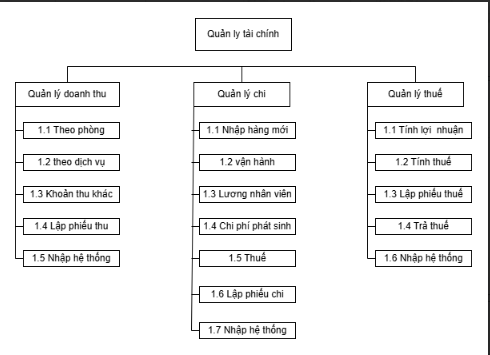 Quản ly tài chính
Quản lý doanh thu
Quản lý chi
Quản lý thuế
1.1 Theo phòng
1.2 theo dịch vụ
1.3 Khoản thu khác
1.4 Lập phiếu thu
1.5 Nhập hệ thống
1.1 Nhập hàng mới
1.2 vận hành
1.3 Lương nhân viên
1.4 Chi phí phát sinh
1.5 Thuế
1.6 Lập phiếu chi
1.7 Nhập hệ thống
1.1 Tính lợi nhuận
1.2 Tính thuế
1.3 Lập phiếu thuế
1.4 Trả thuế
1.6 Nhập hệ thống